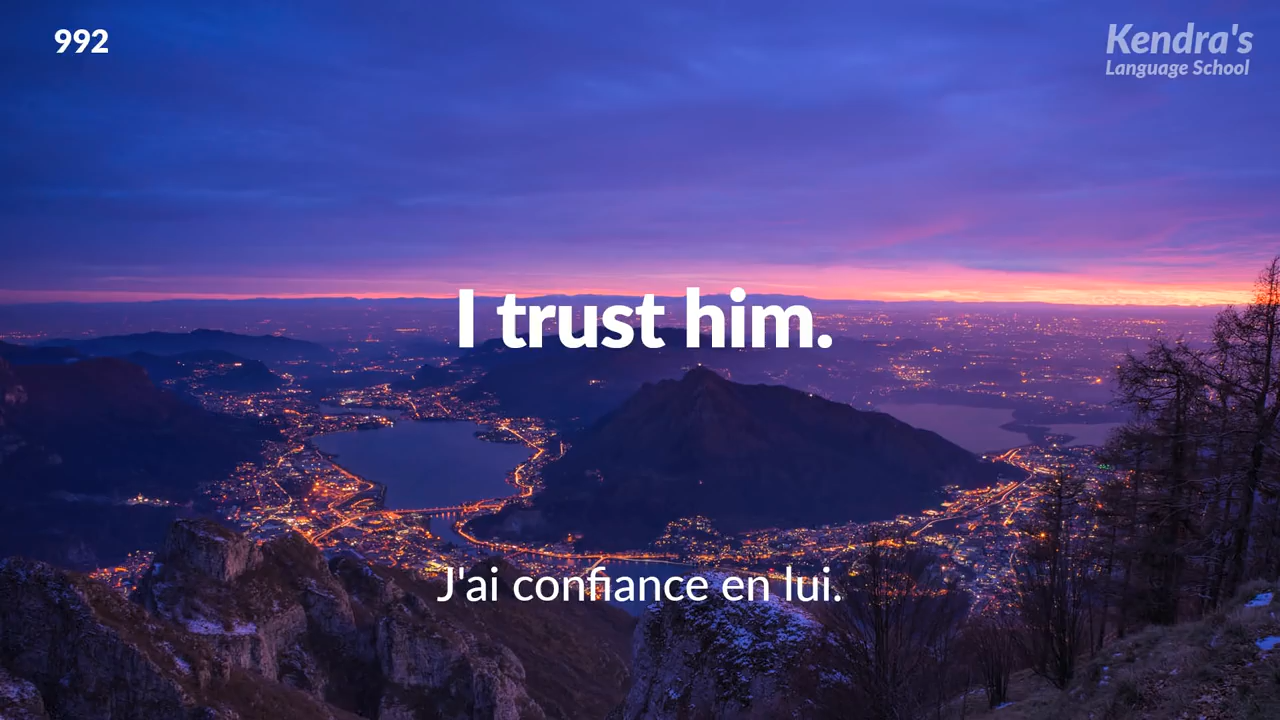 992
Kendra's
Language School
I trust him.
J'ai confiance en lui.